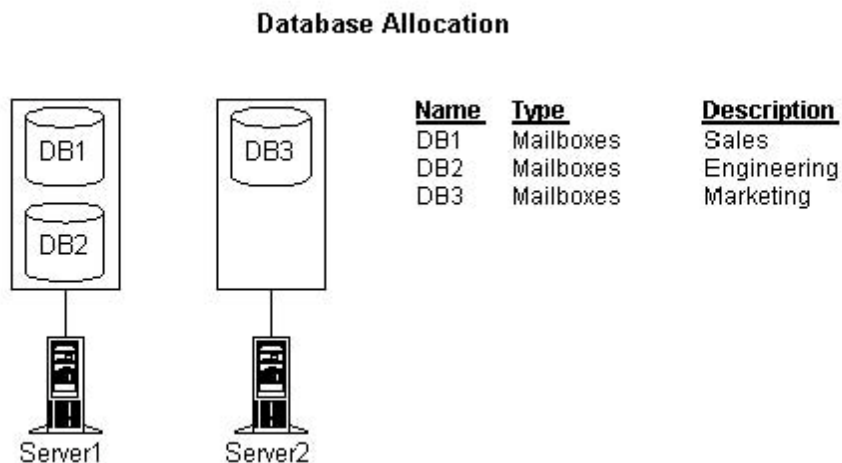 Database Allocation
DB1
DB2
Server1
DB3
Server2
Name Type Description
DB1 Mailboxes Sales
DB2 Mailboxes Engineering
DB3 Mailboxes Marketing